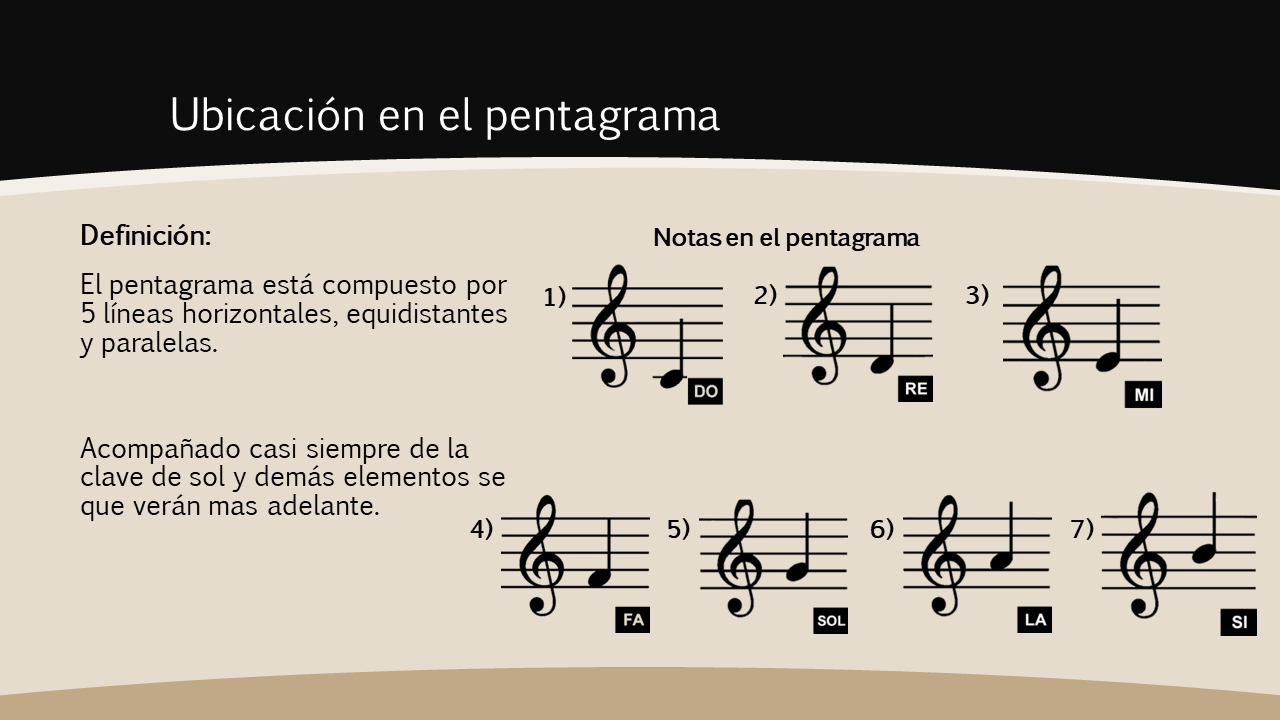 Ubicación en el pentagrama
Definición:
El pentagrama está compuesto por
5 líneas horizontales, equidistantes
y paralelas.
Acompañado casi siempre de la
clave de sol y demás elementos se
que verán mas adelante.
Notas en el pentagrama
1)
DO
2)
RE
3)
MI
4)
FA
5)
SOL
6)
LA
7)
SI